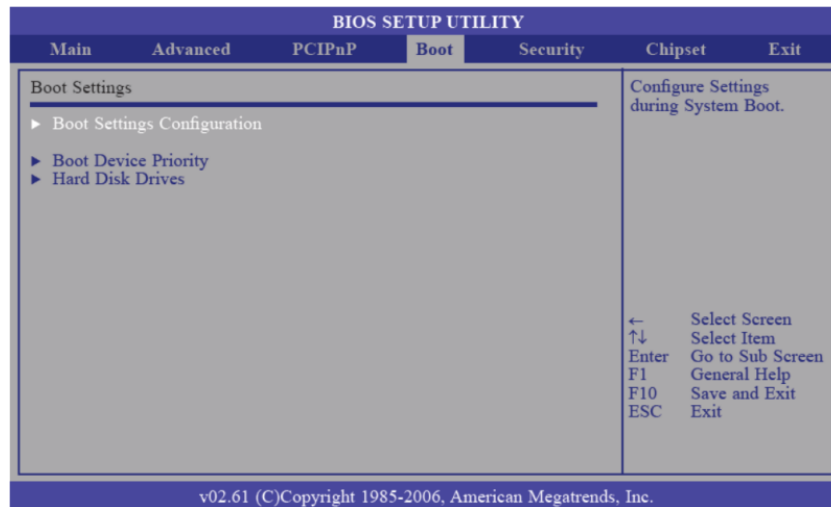 BIOS SETUP UTILITY
Main Advanced PCIPnP Boot Security Chipset Exit
Boot Settings
► Boot Settings Configuration
► Boot Device Priority
► Hard Disk Drives
Configure Settings
during System Boot.
← Select Screen
↑↓ Select Item
Enter Go to Sub Screen
F1 General Help
F10 Save and Exit
ESC Exit
v02.61 (C)Copyright 1985-2006, American Megatrends, Inc.